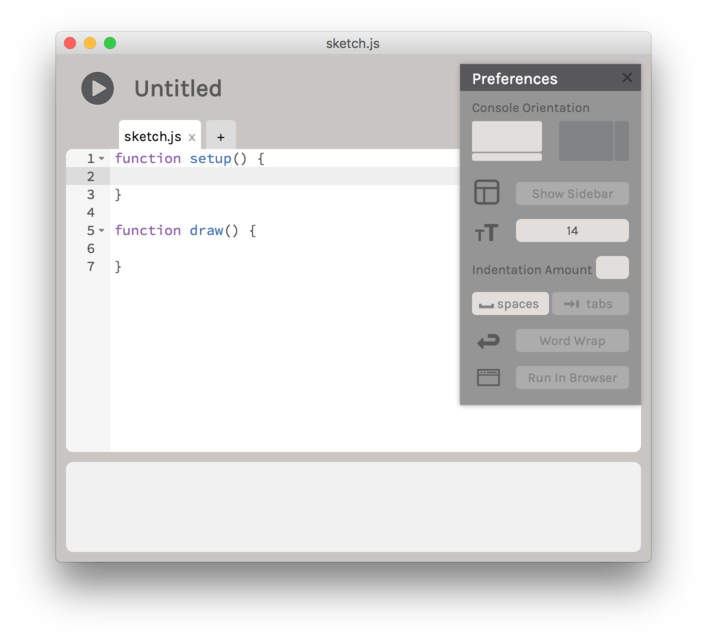 sketch.js
Untitled
Preferences ×
Console Orientation
sketch.js x +
1 function setup() {
2
3 }
4
5 function draw() {
6
7 }
Show Sidebar
TT 14
Indentation Amount
spaces tabs
Word Wrap
Run In Browser